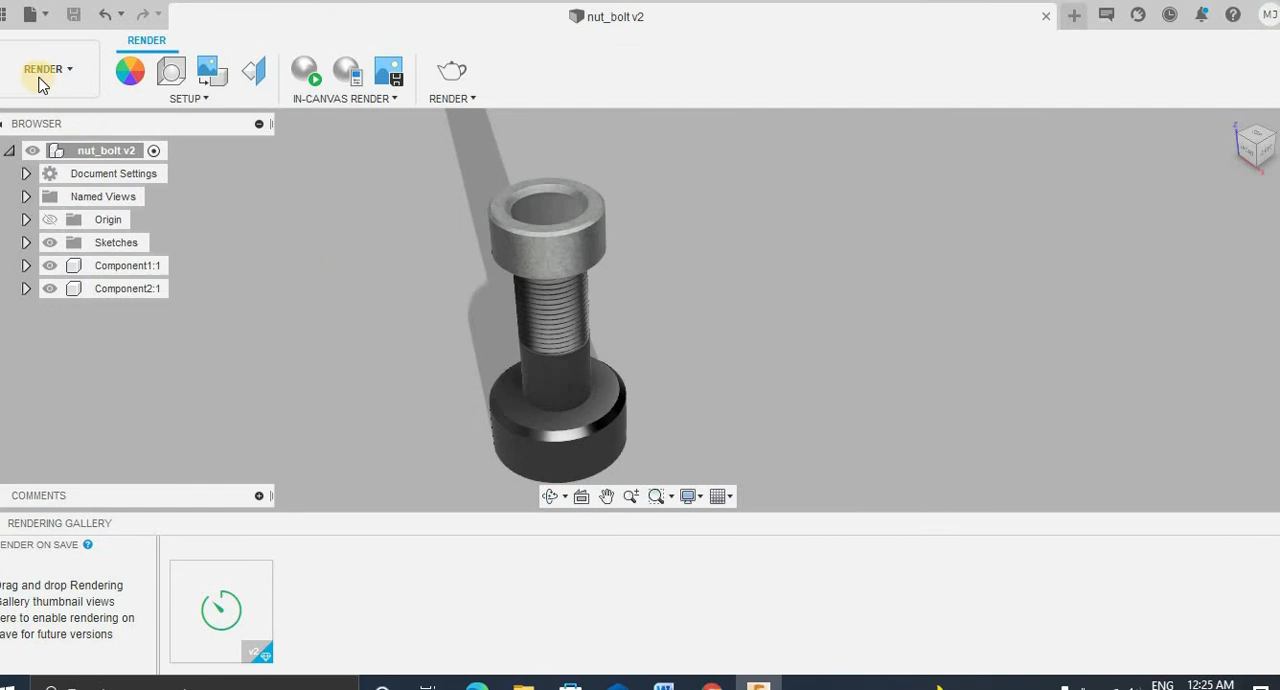 nut_bolt v2
MJ
RENDER
RENDER
SETUP
IN-CANVAS RENDER
RENDER
BROWSER
nut_bolt v2
Document Settings
Named Views
Origin
Sketches
Component1:1
Component2:1
COMMENTS
RENDERING GALLERY
ENDER ON SAVE
rag and drop Rendering
allery thumbnail views
ere to enable rendering on
ave for future versions
v2
ENG
12:25 AM